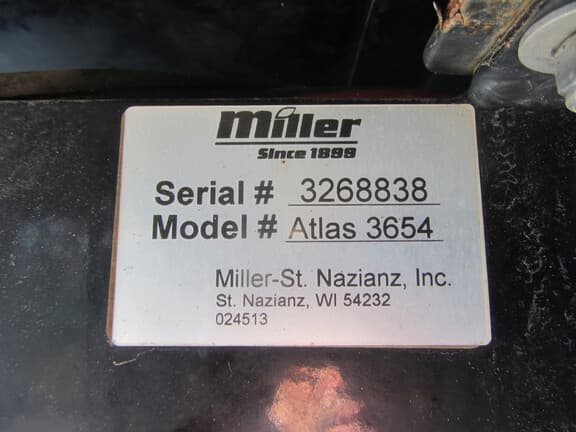 Miller
Since 1899
Serial # 3268838
Model # Atlas 3654
Miller-St. Nazianz, Inc.
St. Nazianz, WI 54232
024513